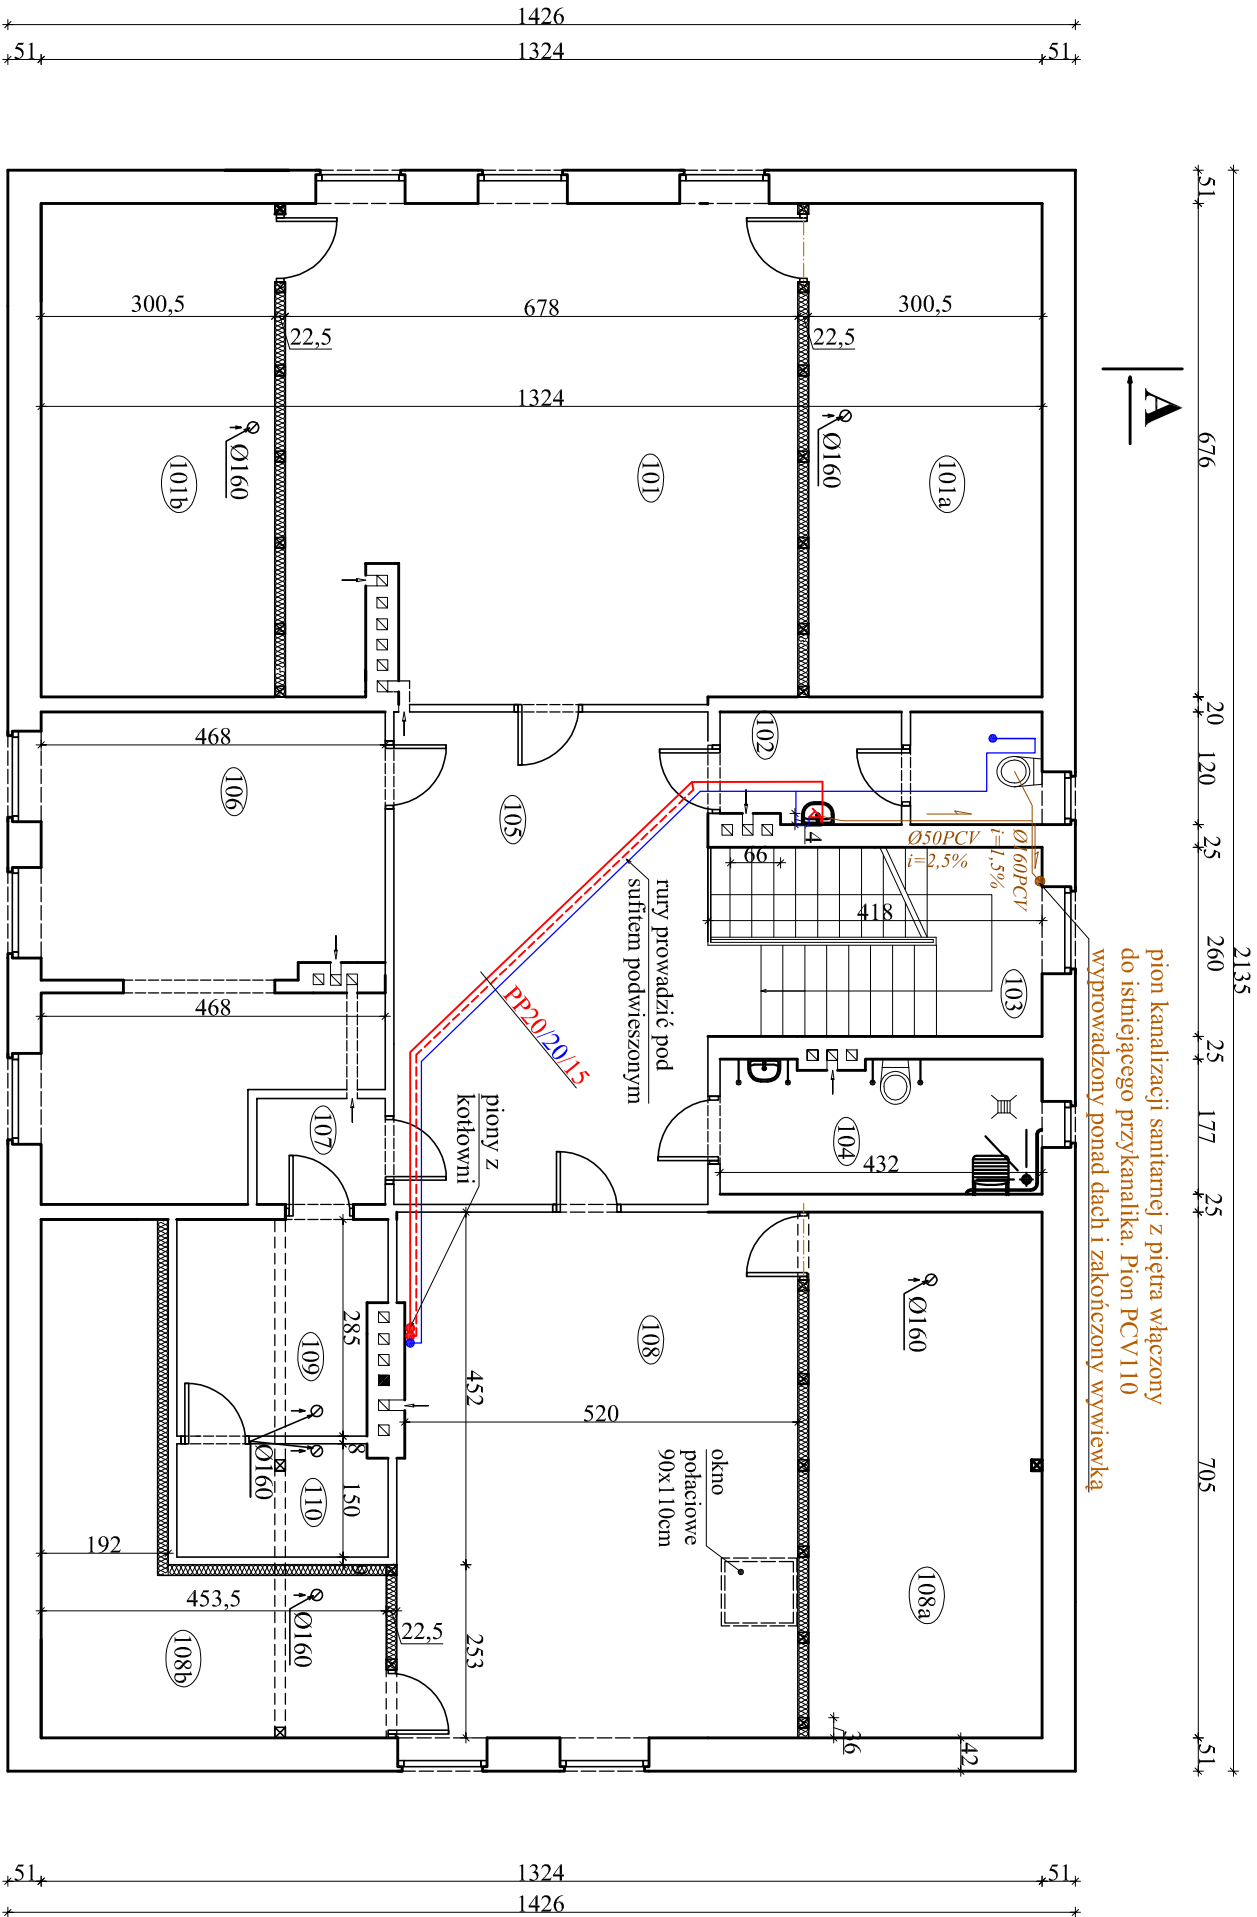 1426
51
1324
51
2135
51
676
20
120
25
260
25
177
25
705
51
A
300,5
678
300,5
22,5
22,5
1324
Ø160
Ø160
101b
101
101a
102
468
106
105
Ø50PCV
i=2,5%
Ø160PCV
i=1,5%
4
66
418
103
rury prowadzić pod
sufitem podwieszonym
pion kanalizacji sanitarnej z piętra włączony
do istniejącego przykanalika. Pion PCV110
wyprowadzony ponad dach i zakończony wywiewką
PP20/20/15
468
107
piony z
kotłowni
104
432
Ø160
285
109
108
452
520
8
Ø160
110
150
okno
połaciowe
90x110cm
192
453,5
Ø160
22,5
253
108b
108a
36
42
51
1324
51
1426